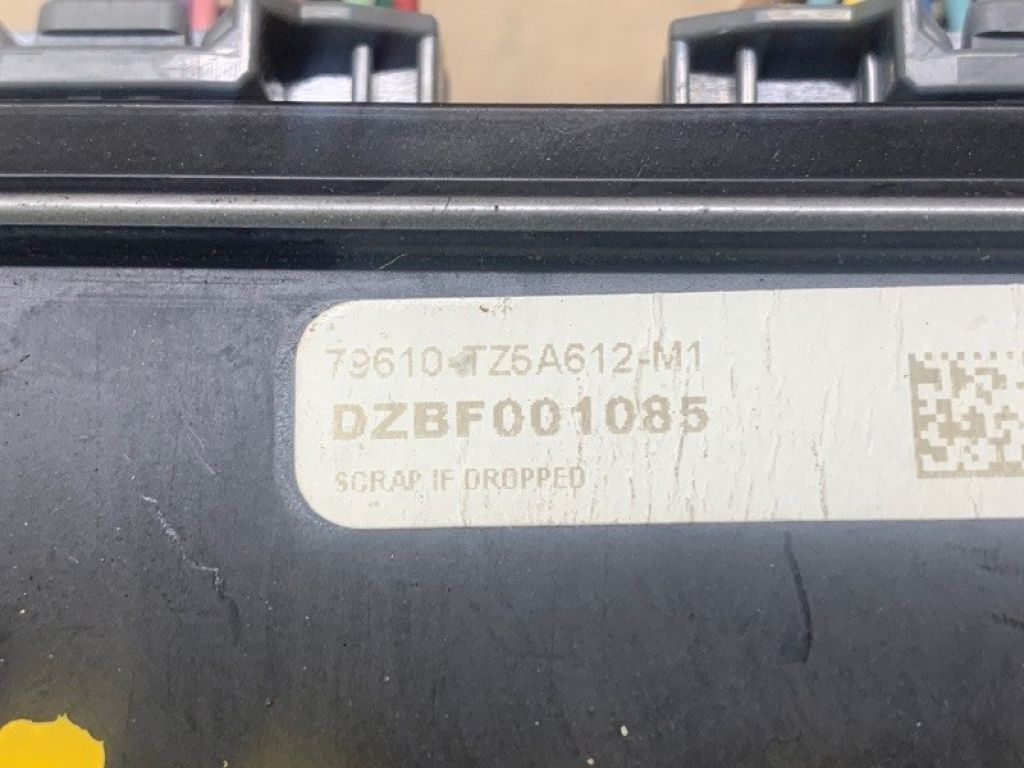 79610-TZ5A612-M1
DZBF001085
SCRAP IF DROPPED